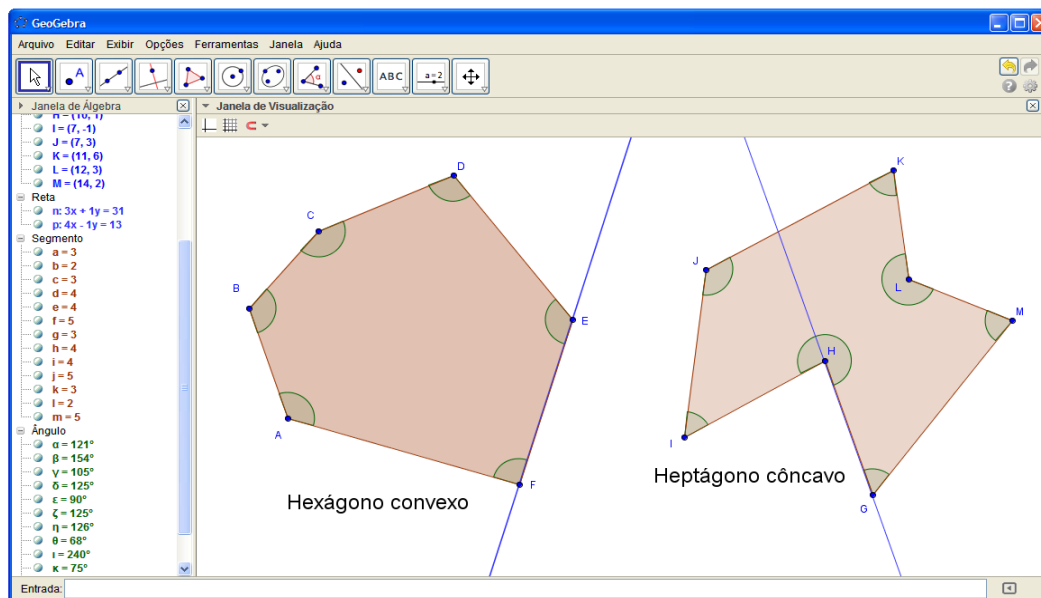 GeoGebra
Arquivo Editar Exibir Opções Ferramentas Janela Ajuda
A
α
ABC
a=2
Janela de Álgebra
Janela de Visualização
H = (10, 1)
I = (7, -1)
J = (7, 3)
K = (11, 6)
L = (12, 3)
M = (14, 2)
Reta
n: 3x + 1y = 31
p: 4x - 1y = 13
Segmento
a = 3
b = 2
c = 3
d = 4
e = 4
f = 5
g = 3
h = 4
i = 4
j = 5
k = 3
l = 2
m = 5
Ângulo
α = 121°
β = 154°
γ = 105°
δ = 125°
ε = 90°
ζ = 125°
η = 126°
θ = 68°
ι = 240°
κ = 75°
D
C
B
E
A
F
Hexágono convexo
K
J
L
M
H
I
G
Heptágono côncavo
Entrada: